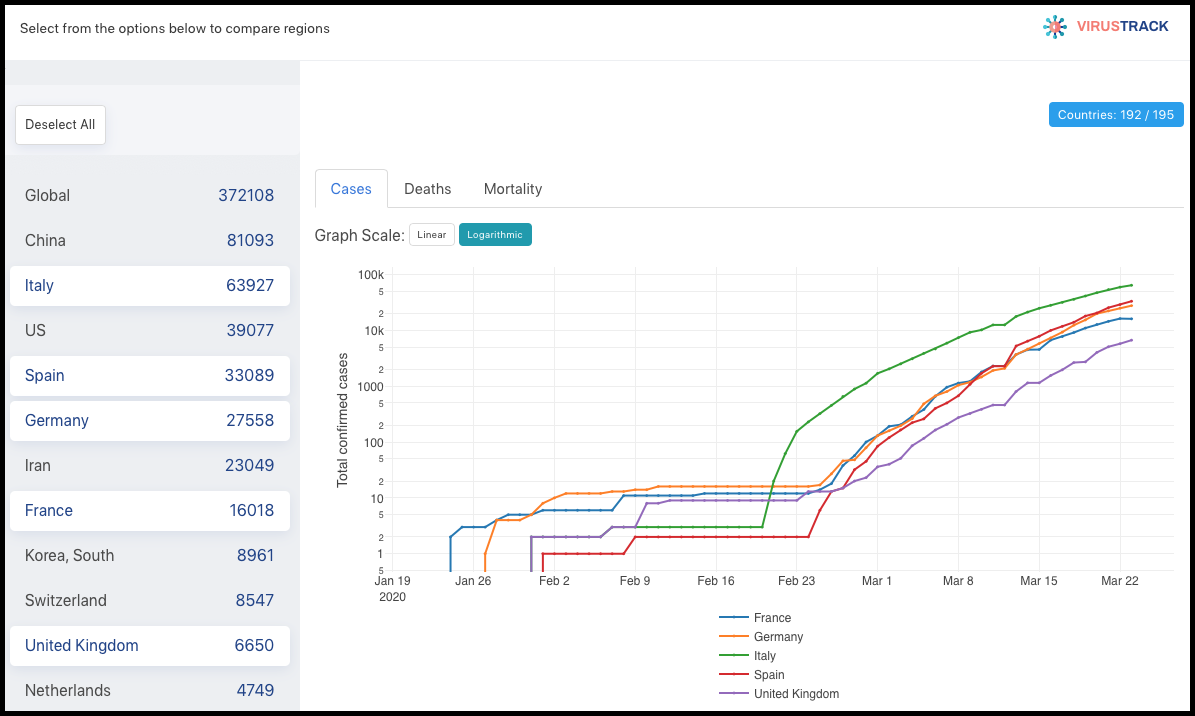 Select from the options below to compare regions
VIRUSTRACK
Deselect All
Countries: 192 / 195
Global 372108
China 81093
Italy 63927
US 39077
Spain 33089
Germany 27558
Iran 23049
France 16018
Korea, South 8961
Switzerland 8547
United Kingdom 6650
Netherlands 4749
Cases Deaths Mortality
Graph Scale: Linear Logarithmic
Total confirmed cases
100k
5
2
10k
5
2
1000
5
2
100
5
2
10
5
2
1
5
Jan 19 Jan 26 Feb 2 Feb 9 Feb 16 Feb 23 Mar 1 Mar 8 Mar 15 Mar 22
2020
France
Germany
Italy
Spain
United Kingdom